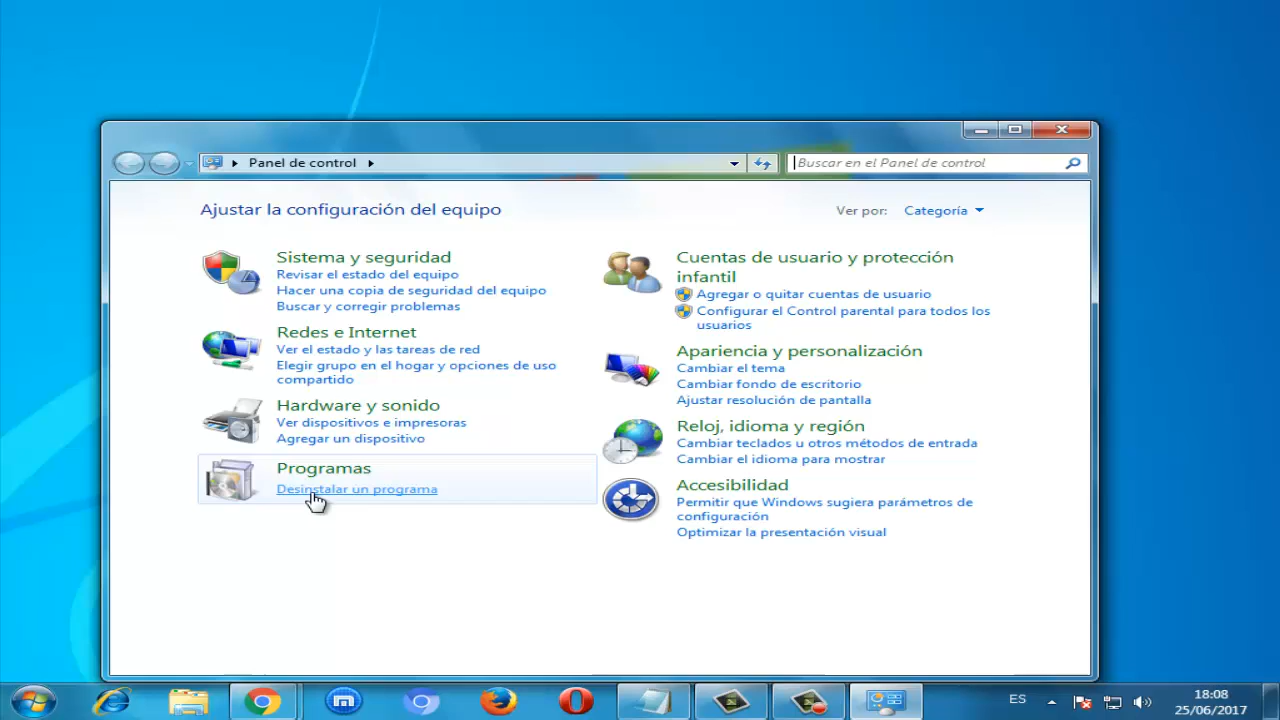 Panel de control
Buscar en el Panel de control
Ajustar la configuración del equipo
Ver por: Categoría
Sistema y seguridad
Revisar el estado del equipo
Hacer una copia de seguridad del equipo
Buscar y corregir problemas
Redes e Internet
Ver el estado y las tareas de red
Elegir grupo en el hogar y opciones de uso
compartido
Hardware y sonido
Ver dispositivos e impresoras
Agregar un dispositivo
Programas
Desinstalar un programa
Cuentas de usuario y protección
infantil
Agregar o quitar cuentas de usuario
Configurar el Control parental para todos los
usuarios
Apariencia y personalización
Cambiar el tema
Cambiar fondo de escritorio
Ajustar resolución de pantalla
Reloj, idioma y región
Cambiar teclados u otros métodos de entrada
Cambiar el idioma para mostrar
Accesibilidad
Permitir que Windows sugiera parámetros de
configuración
Optimizar la presentación visual
ES
18:08
25/06/2017